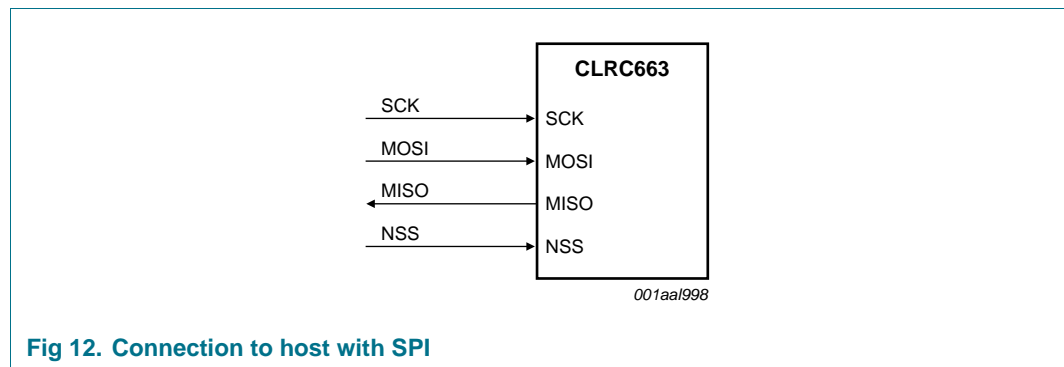 CLRC663
SCK
SCK
MOSI
MOSI
MISO
MISO
NSS
NSS
001aal998
Fig 12. Connection to host with SPI